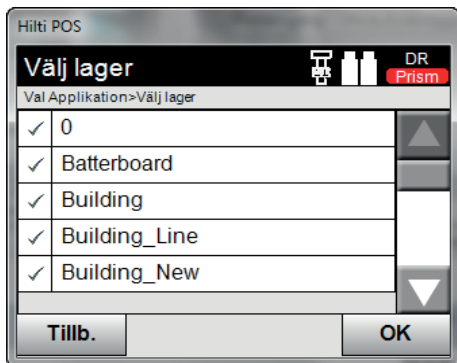 Hilti POS
Välj lager
DR
Prism
Val Applikation>Välj lager
0
Batterboard
Building
Building_Line
Building_New
Tillb.
OK